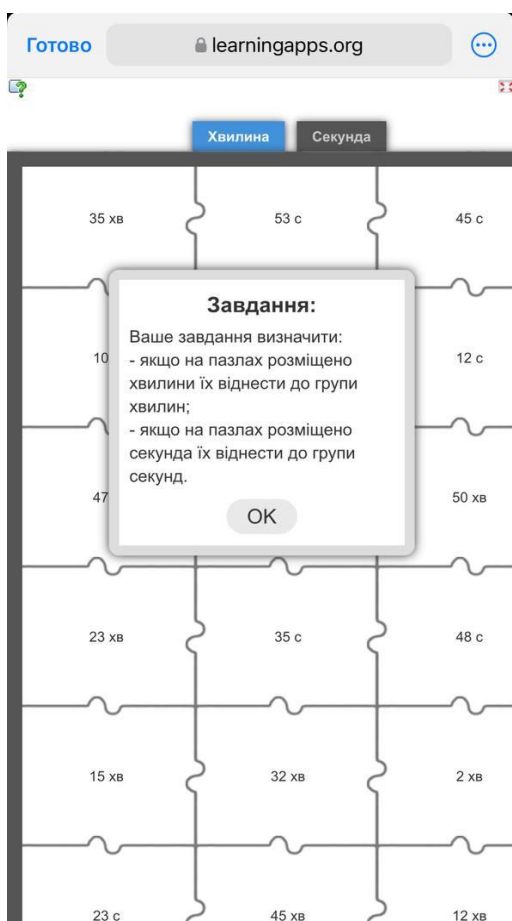 Готово
learningapps.org
Хвилина
Секунда
35 хв
53 с
45 с
Завдання:
Ваше завдання визначити:
- якщо на пазлах розміщено
хвилини їх віднести до групи
хвилин;
- якщо на пазлах розміщено
секунда їх віднести до групи
секунд.
OK
10
12 с
47
50 хв
23 хв
35 с
48 с
15 хв
32 хв
2 хв
23 с
45 хв
12 хв